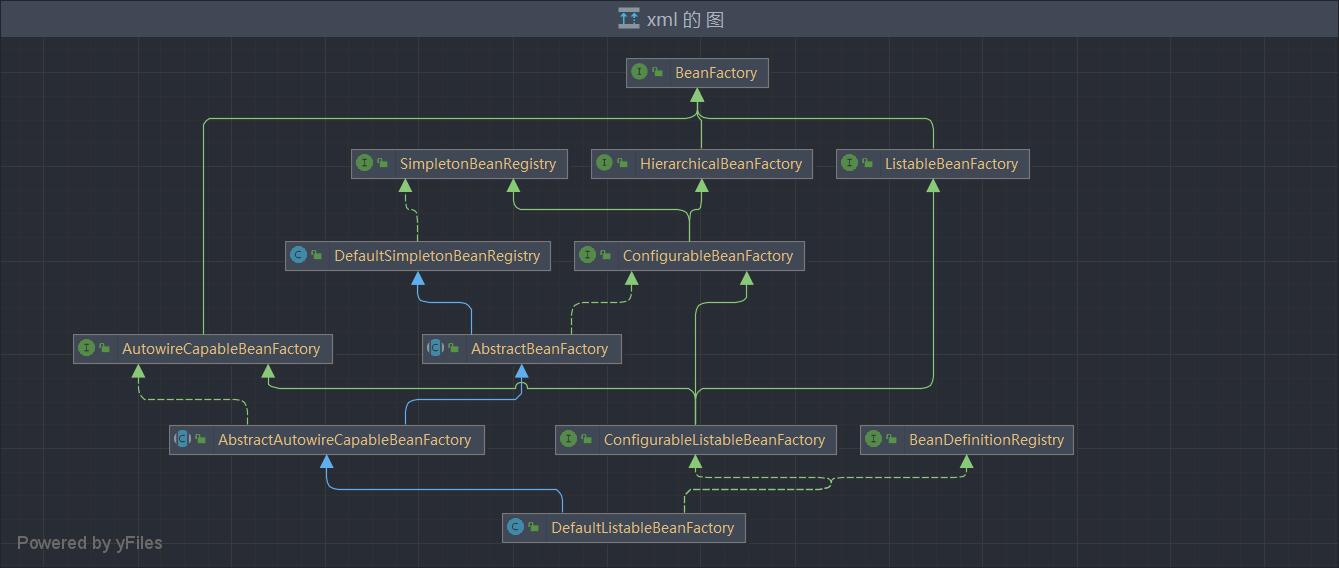 xml 的图
BeanFactory
SimpletonBeanRegistry
HierarchicalBeanFactory
ListableBeanFactory
DefaultSimpletonBeanRegistry
ConfigurableBeanFactory
AutowireCapableBeanFactory
AbstractBeanFactory
AbstractAutowireCapableBeanFactory
ConfigurableListableBeanFactory
BeanDefinitionRegistry
DefaultListableBeanFactory
Powered by yFiles